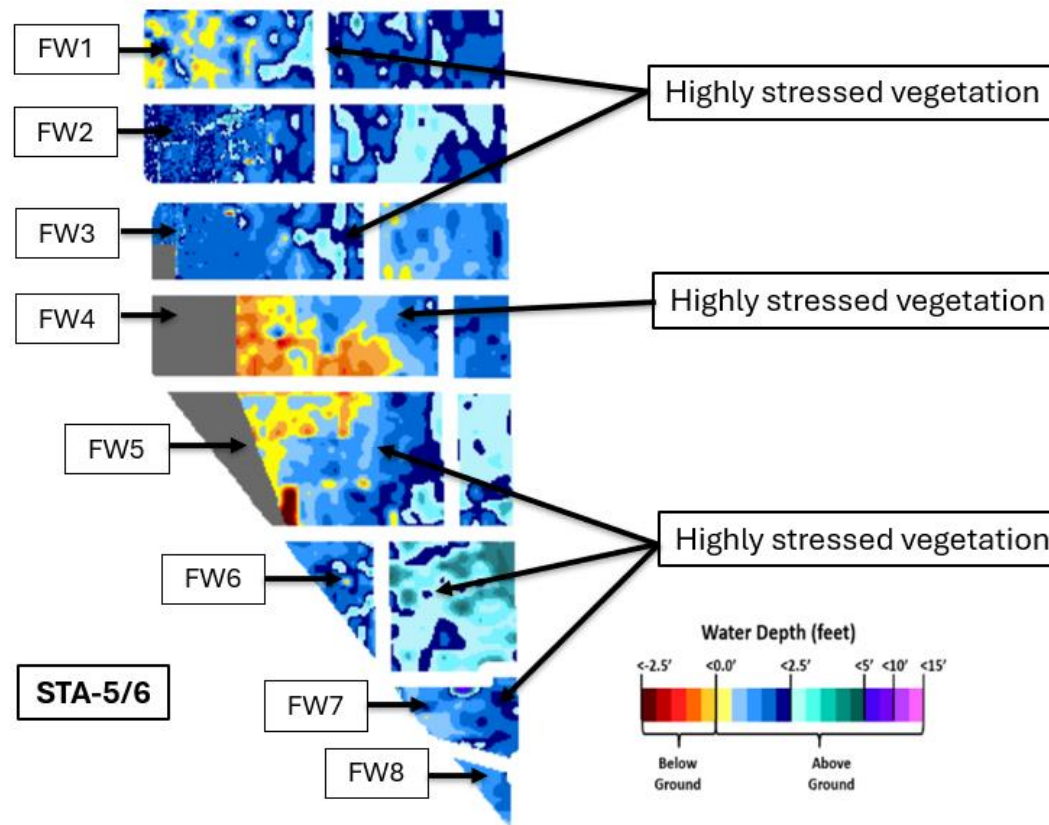 FW1
Highly stressed vegetation
FW2
FW3
Highly stressed vegetation
FW4
FW5
Highly stressed vegetation
FW6
Water Depth (feet)
<-2.5' <0.0' <2.5' <5' <10' <15'
STA-5/6
FW7
Below Ground
Above Ground
FW8